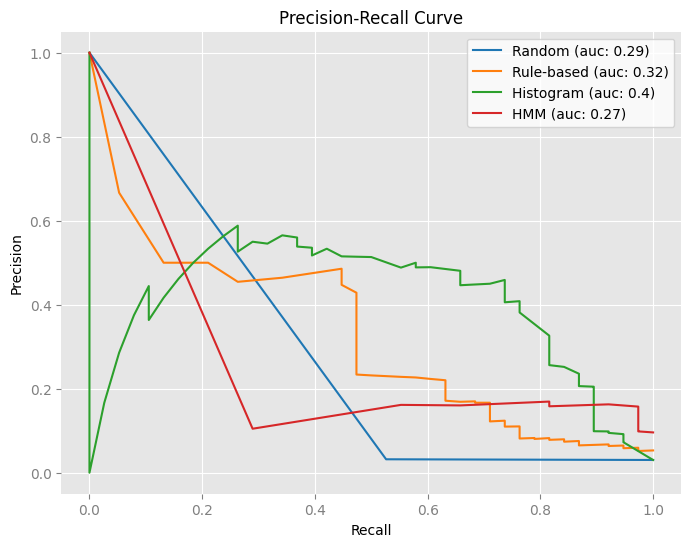 Precision-Recall Curve
Random (auc: 0.29)
Rule-based (auc: 0.32)
Histogram (auc: 0.4)
HMM (auc: 0.27)
1.0
0.8
0.6
0.4
0.2
0.0
Precision
0.0 0.2 0.4 0.6 0.8 1.0
Recall